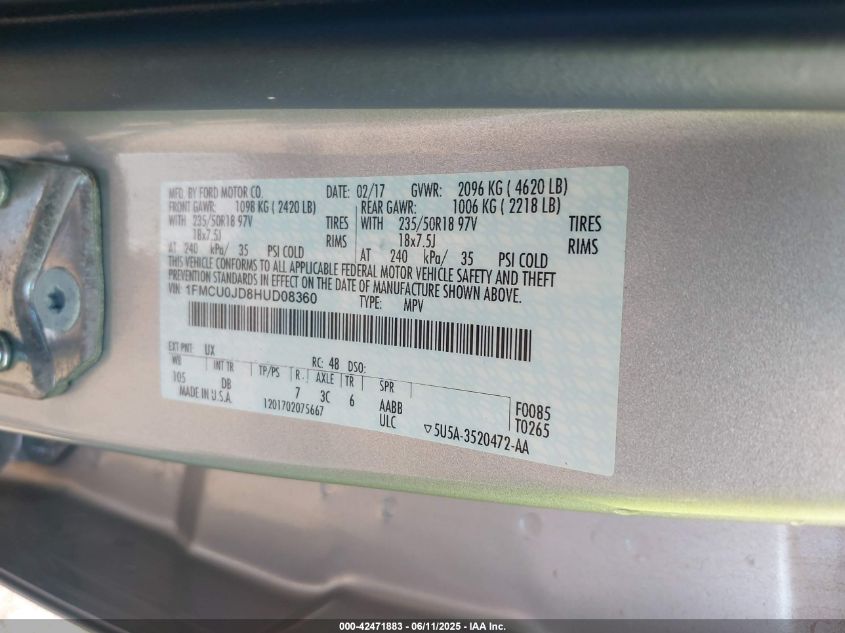 MFD. BY FORD MOTOR CO. DATE: 02/17 GVWR: 2096 KG ( 4620 LB)
FRONT GAWR: 1098 KG ( 2420 LB) REAR GAWR: 1006 KG ( 2218 LB)
WITH 235/50R18 97V TIRES WITH 235/50R18 97V TIRES
18x7.5J RIMS 18x7.5J RIMS
AT 240 kPa/ 35 PSI COLD AT 240 kPa/ 35 PSI COLD
THIS VEHICLE CONFORMS TO ALL APPLICABLE FEDERAL MOTOR VEHICLE SAFETY AND THEFT
PREVENTION STANDARDS IN EFFECT ON THE DATE OF MANUFACTURE SHOWN ABOVE.
VIN: 1FMCU0JD8HUD08360 TYPE: MPV
EXT PNT: UX RC: 48 DSO:
WB INT TR TP/PS R. AXLE TR SPR
105 DB 7 3C 6 AABB F0085
MADE IN U.S.A. 1201702075667 ULC T0265
▽5U5A-3520472-AA
000-42471883 - 06/11/2025 - IAA Inc.